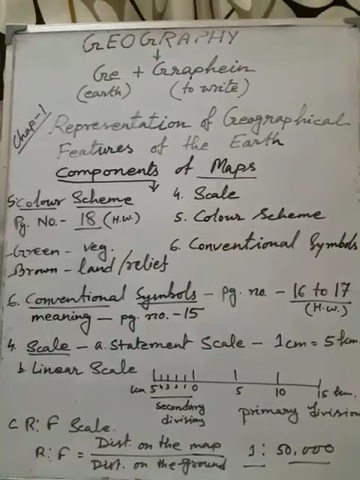 GEOGRAPHY
Ge + Graphein
(earth) (to write)
Chap-1
Representation of Geographical
Features of the Earth
Components of Maps
5. Colour Scheme
Pg. No. - 18 (H.W.)
Green - veg.
Brown - land/relief
4. Scale
5. Colour Scheme
6. Conventional Symbols
6. Conventional Symbols - pg. no. - 16 to 17
meaning - pg. no. - 15 (H.W.)
4. Scale - a. Statement Scale - 1cm = 5 km.
b. Linear Scale
km 5 0 5 10 15 km.
secondary division primary division
c. R.F Scale.
R.F = Dist. on the map
Dist. on the ground
1 : 50,000